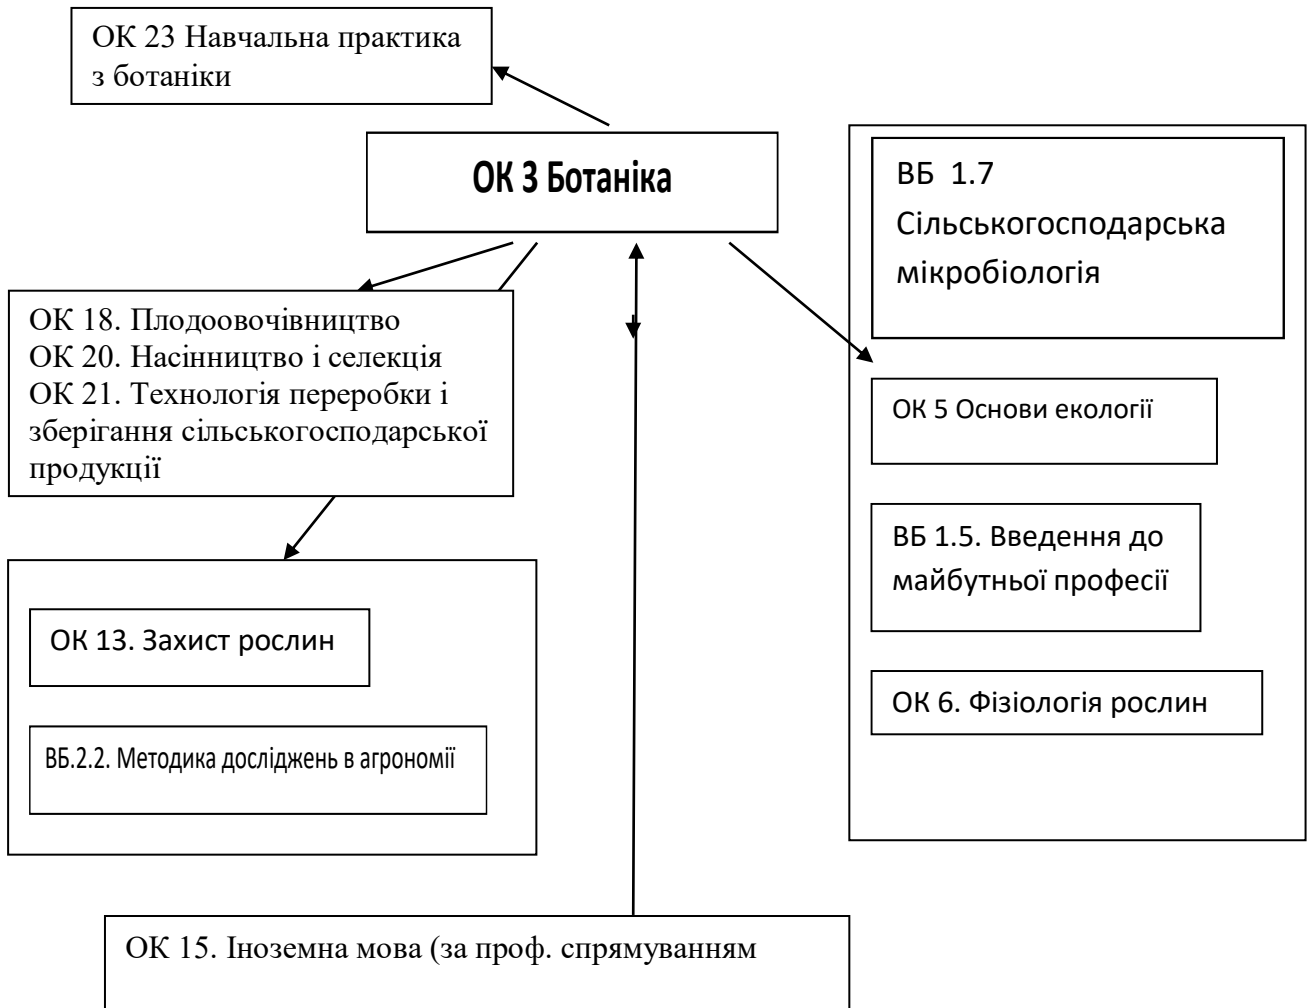 ОК 23 Навчальна практика
з ботаніки
ОК 3 Ботаніка
ВБ 1.7
Сільськогосподарська
мікробіологія
ОК 18. Плодоовочівництво
ОК 20. Насінництво і селекція
ОК 21. Технологія переробки і
зберігання сільськогосподарської
продукції
ОК 5 Основи екології
ВБ 1.5. Введення до
майбутньої професії
ОК 13. Захист рослин
ОК 6. Фізіологія рослин
ВБ.2.2. Методика досліджень в агрономії
ОК 15. Іноземна мова (за проф. спрямуванням